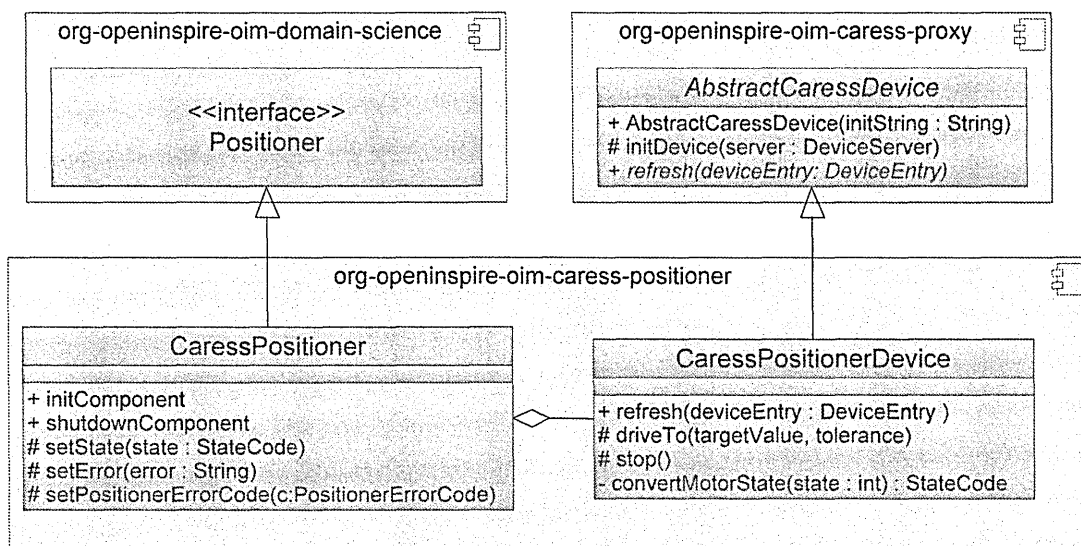 org-openinspire-oim-domain-science
<<interface>>
Positioner
org-openinspire-oim-caress-proxy
AbstractCaressDevice
+ AbstractCaressDevice(initString : String)
# initDevice(server : DeviceServer)
+ refresh(deviceEntry: DeviceEntry)
org-openinspire-oim-caress-positioner
CaressPositioner
+ initComponent
+ shutdownComponent
# setState(state : StateCode)
# setError(error : String)
# setPositionerErrorCode(c:PositionerErrorCode)
CaressPositionerDevice
+ refresh(deviceEntry : DeviceEntry )
# driveTo(targetValue, tolerance)
# stop()
- convertMotorState(state : int) : StateCode